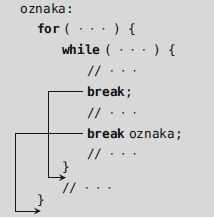 oznaka:
for( · · · ) {
while( · · · ) {
// · · ·
break;
// · · ·
break oznaka;
// · · ·
}
// · · ·
}